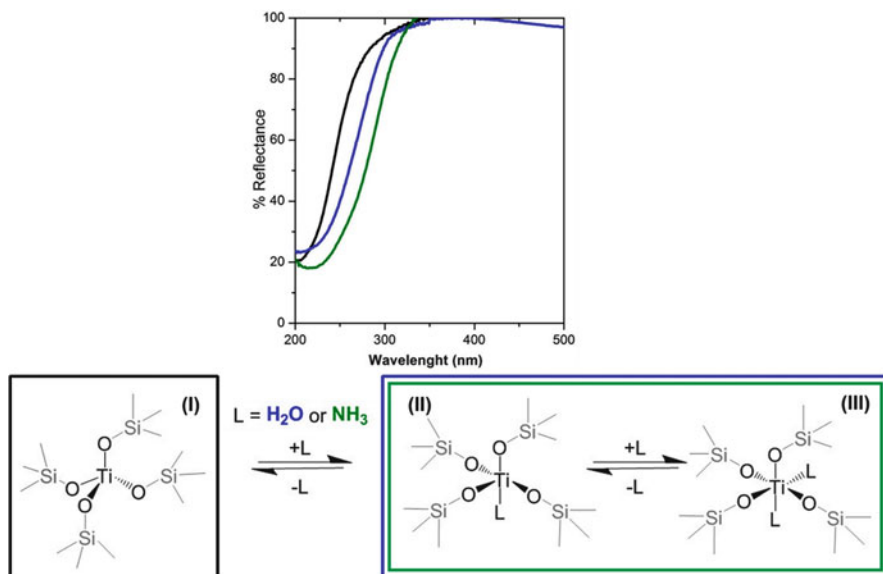 % Reflectance
100
80
60
40
20
0
200
300
400
500
Wavelenght (nm)
(I)
O
Si
Si
O
Ti
O
Si
O
Si
L = H₂O or NH₃
+L
-L
(II)
Si
O
Si
O
Ti
O
O
Si
L
Si
+L
-L
(III)
Si
O
Si
O
L
Ti
O
O
Si
L
Si